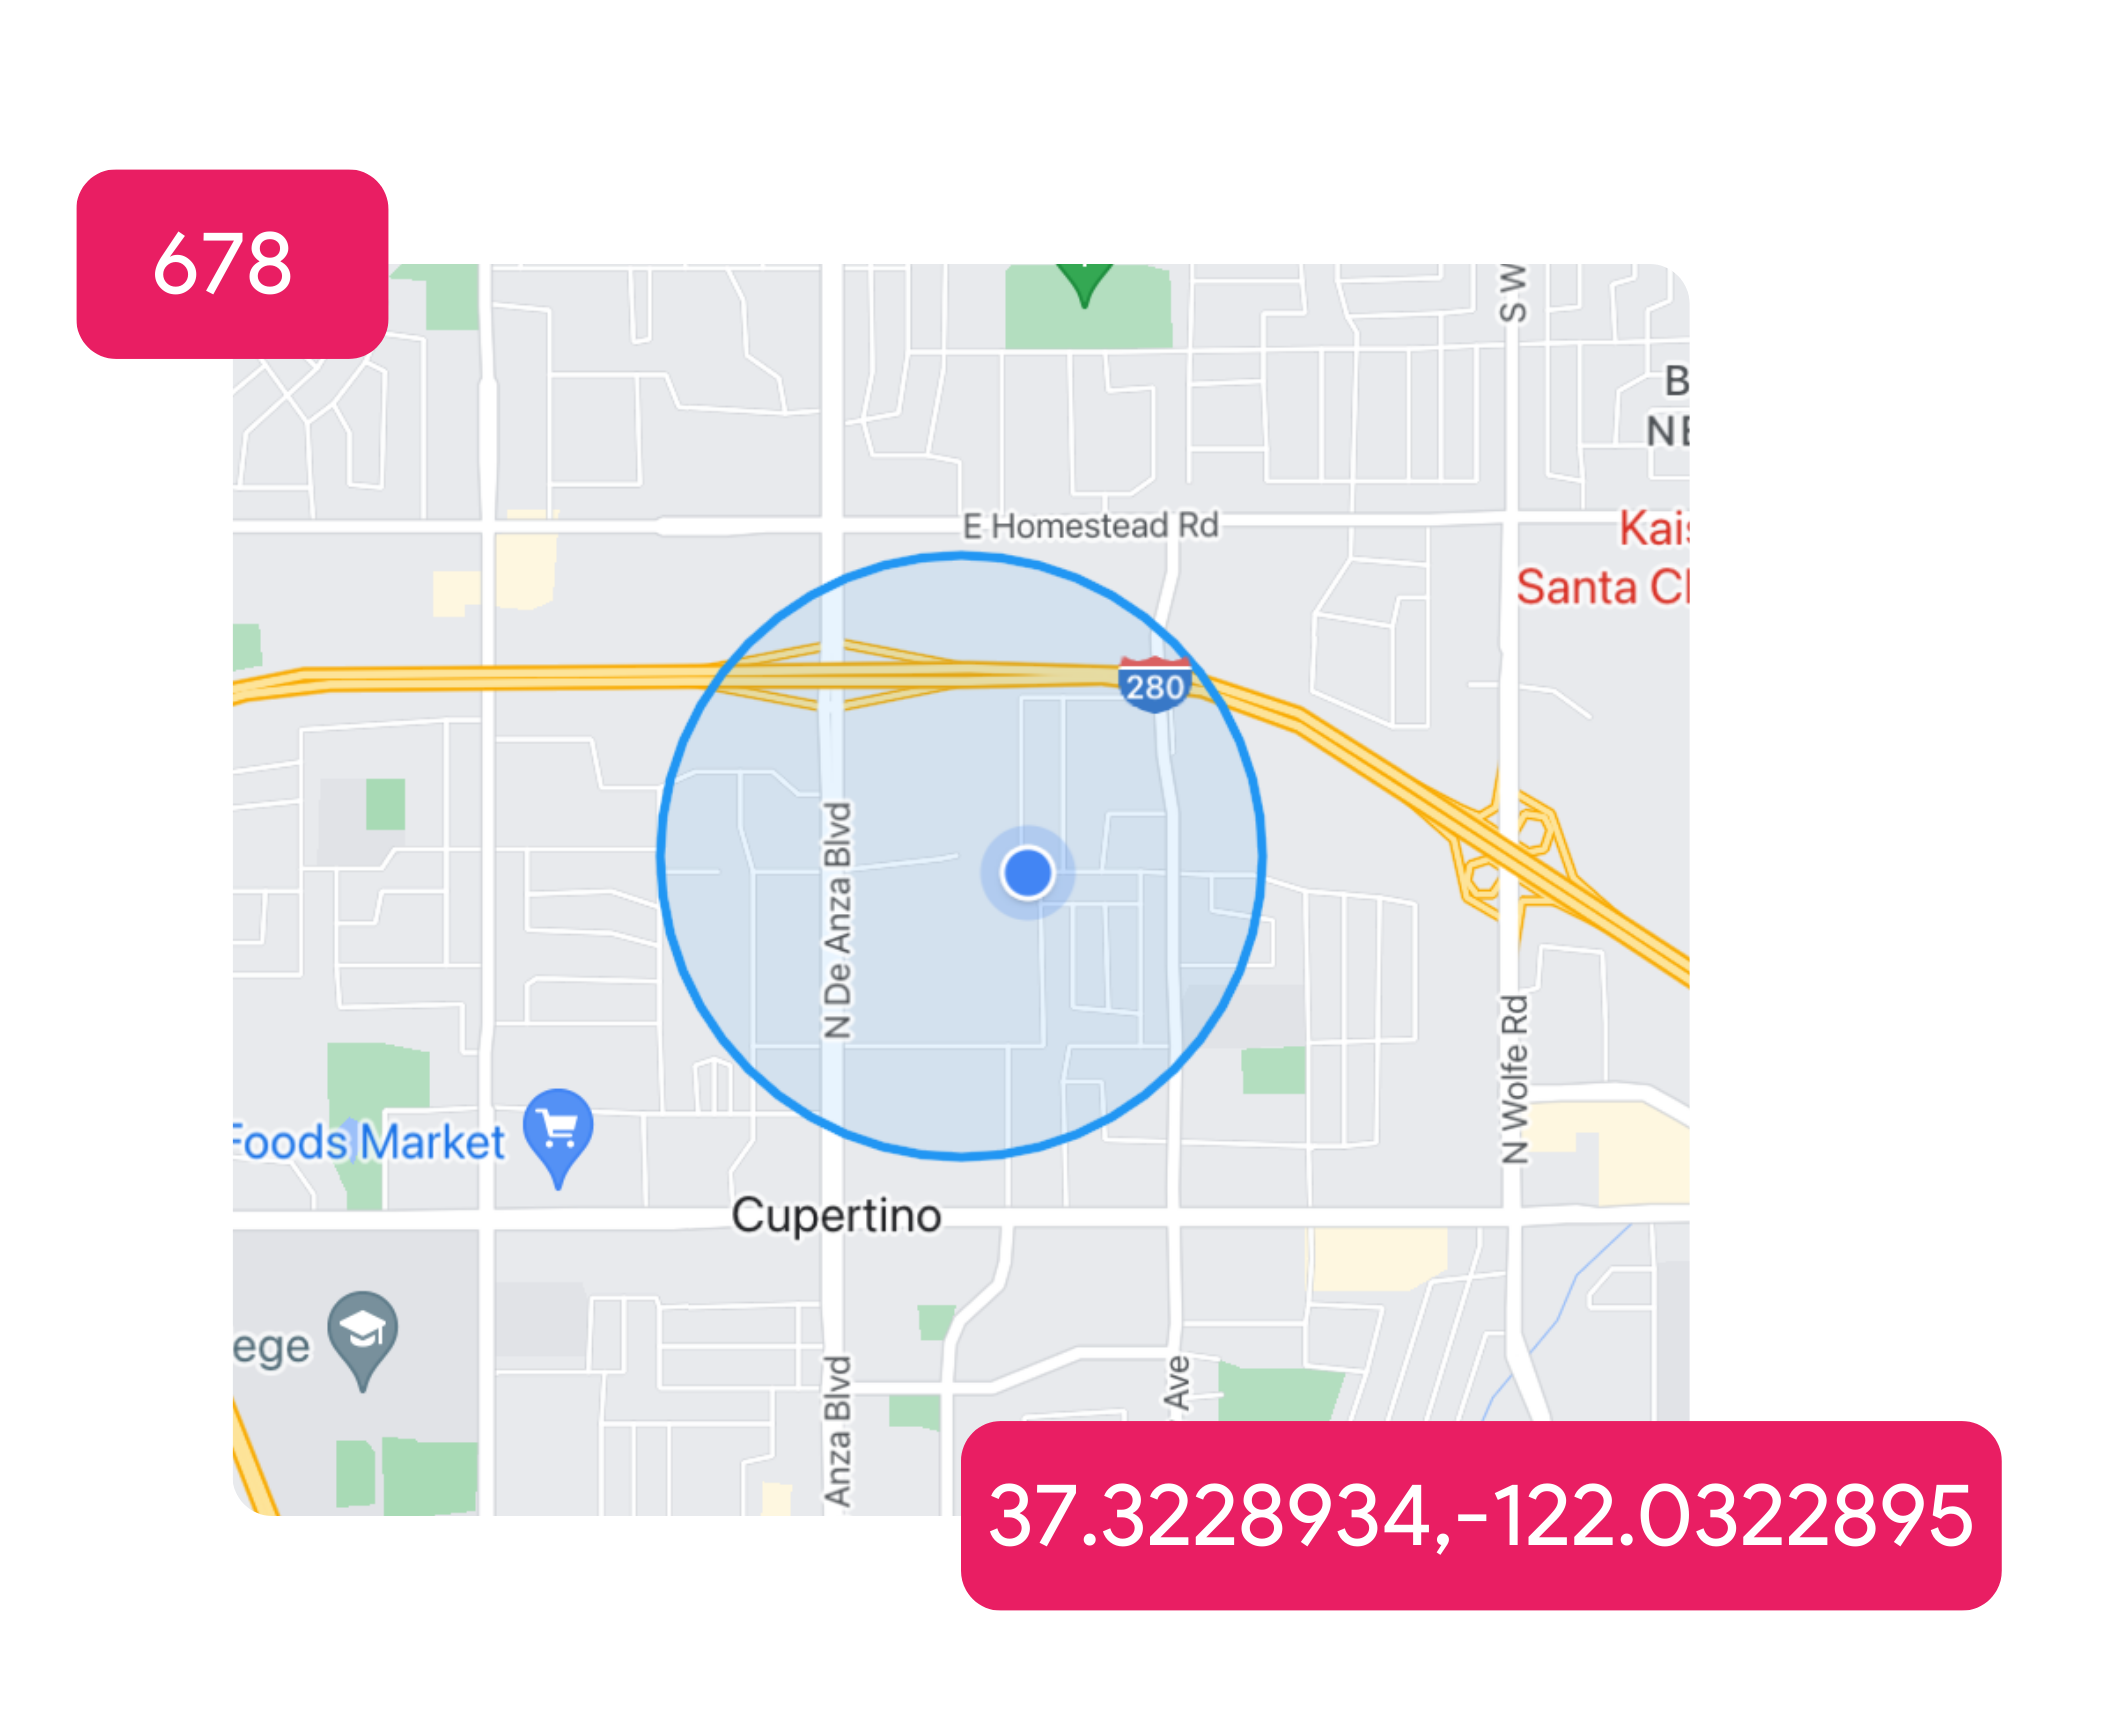 678
S W
B
NE
E Homestead Rd
Kais
Santa Cl
280
N De Anza Blvd
N Wolfe Rd
Foods Market
Cupertino
ege
Anza Blvd
Ave
37.3228934,-122.0322895